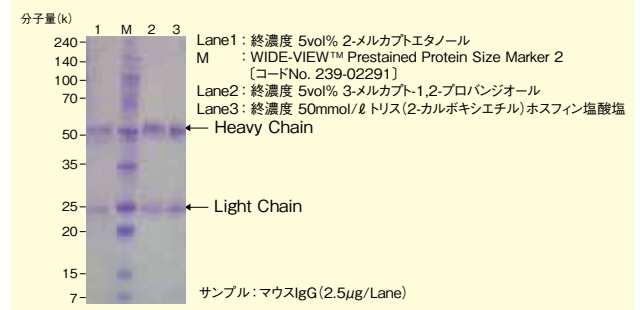 分子量(k)
1 M 2 3
240
140
100
70
50
35
25
20
15
7
Lane1：終濃度 5vol% 2-メルカプトエタノール
M ：WIDE-VIEW™ Prestained Protein Size Marker 2
〔コードNo. 239-02291〕
Lane2：終濃度 5vol% 3-メルカプト-1,2-プロパンジオール
Lane3：終濃度 50mmol/ℓ トリス(2-カルボキシエチル)ホスフィン塩酸塩
Heavy Chain
Light Chain
サンプル：マウスIgG(2.5μg/Lane)